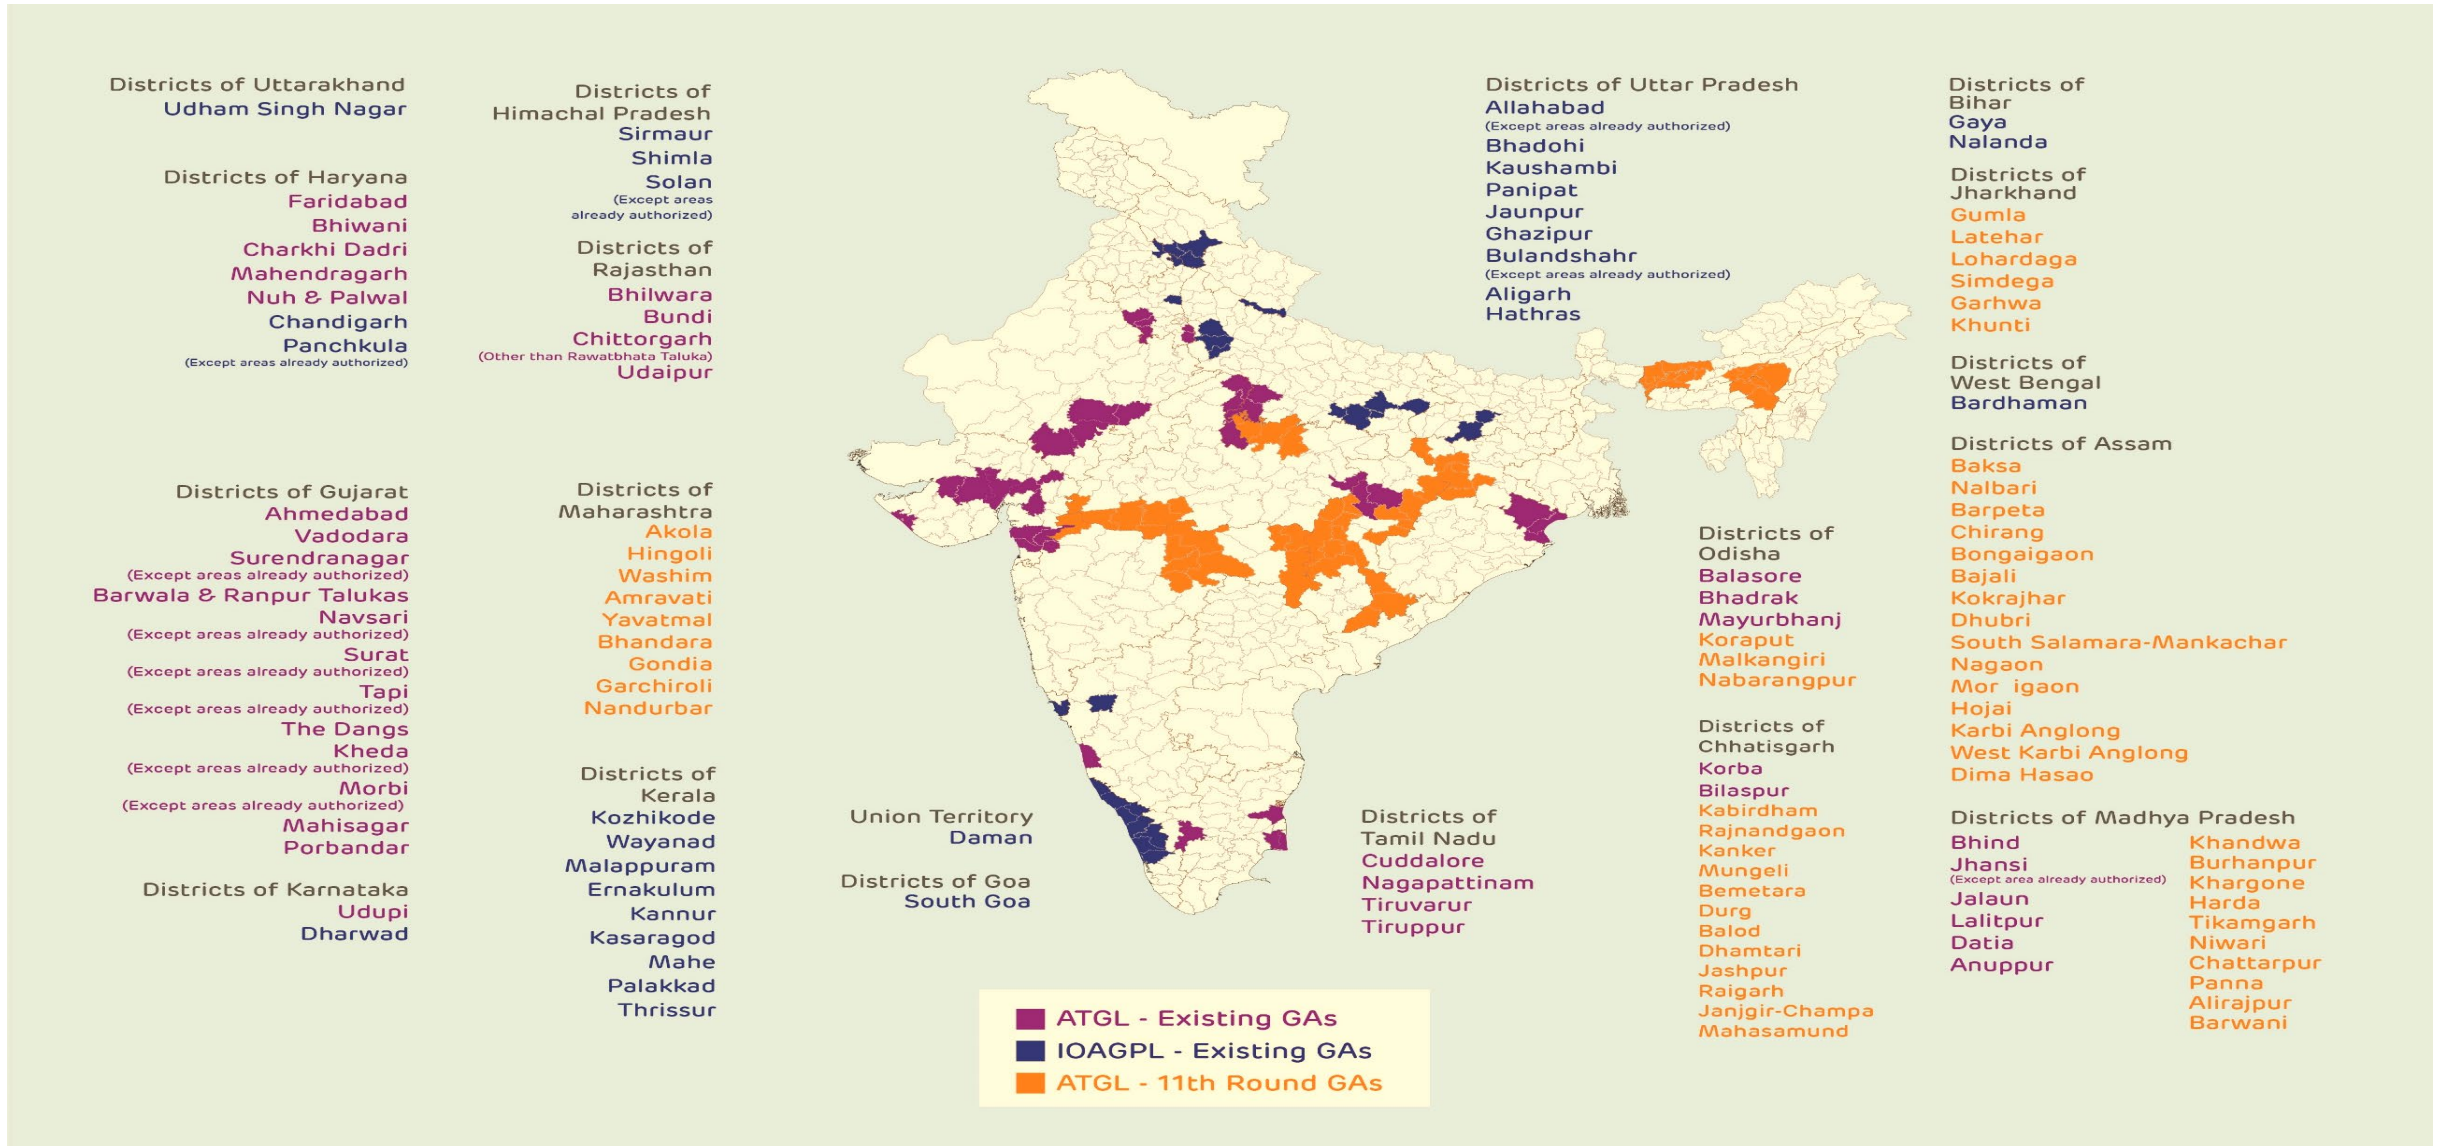 Districts of Uttarakhand
Udham Singh Nagar
Districts of Haryana
Faridabad
Bhiwani
Charkhi Dadri
Mahendragarh
Nuh & Palwal
Chandigarh
Panchkula
(Except areas already authorized)
Districts of Gujarat
Ahmedabad
Vadodara
Surendranagar
(Except areas already authorized)
Barwala & Ranpur Talukas
Navsari
(Except areas already authorized)
Surat
(Except areas already authorized)
Tapi
(Except areas already authorized)
The Dangs
Kheda
(Except areas already authorized)
Morbi
(Except areas already authorized)
Mahisagar
Porbandar
Districts of Karnataka
Udupi
Dharwad
Districts of
Himachal Pradesh
Sirmaur
Shimla
Solan
(Except areas
already authorized)
Districts of
Rajasthan
Bhilwara
Bundi
Chittorgarh
(Other than Rawatbhata Taluka)
Udaipur
Districts of
Maharashtra
Akola
Hingoli
Washim
Amravati
Yavatmal
Bhandara
Gondia
Garchiroli
Nandurbar
Districts of
Kerala
Kozhikode
Wayanad
Malappuram
Ernakulum
Kannur
Kasaragod
Mahe
Palakkad
Thrissur
Union Territory
Daman
Districts of Goa
South Goa
Districts of
Tamil Nadu
Cuddalore
Nagapattinam
Tiruvarur
Tiruppur
ATGL - Existing GAs
IOAGPL - Existing GAs
ATGL - 11th Round GAs
Districts of Uttar Pradesh
Allahabad
(Except areas already authorized)
Bhadohi
Kaushambi
Panipat
Jaunpur
Ghazipur
Bulandshahr
(Except areas already authorized)
Aligarh
Hathras
Districts of
Odisha
Balasore
Bhadrak
Mayurbhanj
Koraput
Malkangiri
Nabarangpur
Districts of
Chhatisgarh
Korba
Bilaspur
Kabirdham
Rajnandgaon
Kanker
Mungeli
Bemetara
Durg
Balod
Dhamtari
Jashpur
Raigarh
Janjgir-Champa
Mahasamund
Districts of
Bihar
Gaya
Nalanda
Districts of
Jharkhand
Gumla
Latehar
Lohardaga
Simdega
Garhwa
Khunti
Districts of
West Bengal
Bardhaman
Districts of Assam
Baksa
Nalbari
Barpeta
Chirang
Bongaigaon
Bajali
Kokrajhar
Dhubri
South Salamara-Mankachar
Nagaon
Mor igaon
Hojai
Karbi Anglong
West Karbi Anglong
Dima Hasao
Districts of Madhya Pradesh
Bhind
Jhansi
(Except area already authorized)
Jalaun
Lalitpur
Datia
Anuppur
Khandwa
Burhanpur
Khargone
Harda
Tikamgarh
Niwari
Chattarpur
Panna
Alirajpur
Barwani